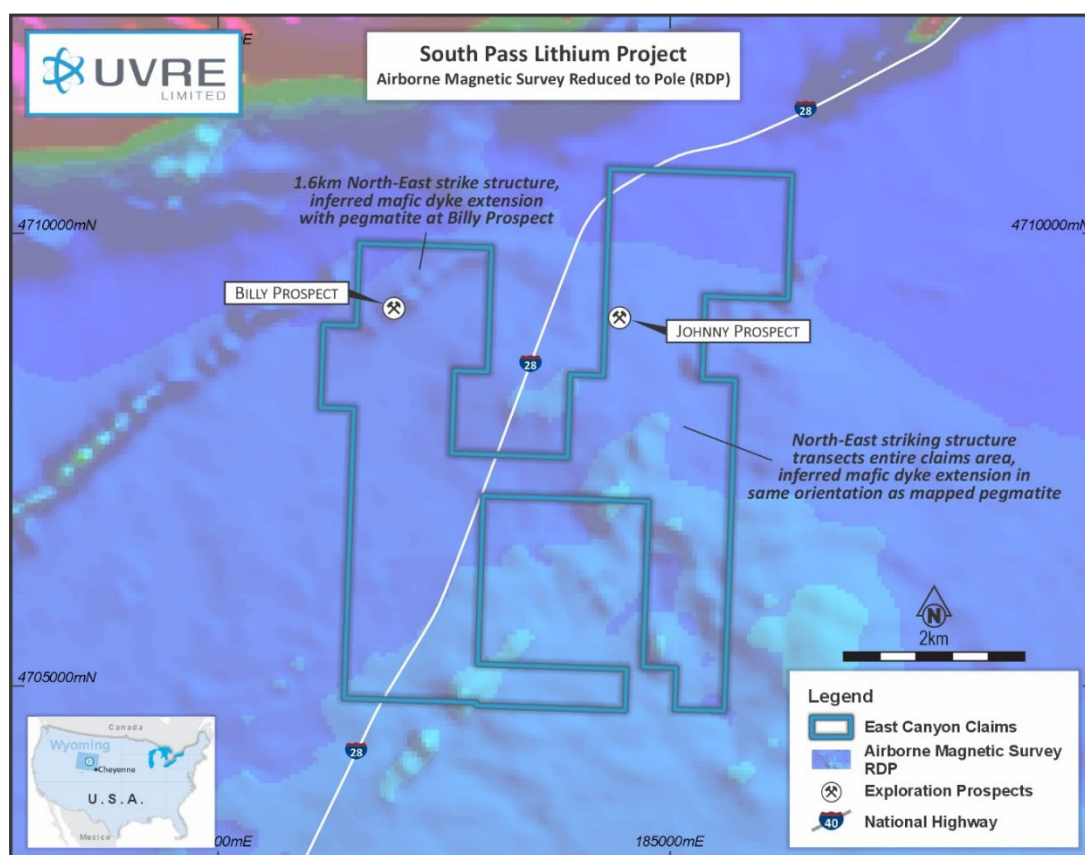 UVRE
LIMITED
South Pass Lithium Project
Airborne Magnetic Survey Reduced to Pole (RDP)
28
1.6km North-East strike structure,
inferred mafic dyke extension
with pegmatite at Billy Prospect
4710000mN
4710000mN
BILLY PROSPECT
JOHNNY PROSPECT
28
North-East striking structure
transects entire claims area,
inferred mafic dyke extension in
same orientation as mapped pegmatite
N
2km
4705000mN
Legend
East Canyon Claims
Airborne Magnetic Survey
RDP
Exploration Prospects
40 National Highway
28
Canada
Wyoming
Cheyenne
U.S.A.
Mexico
185000mE